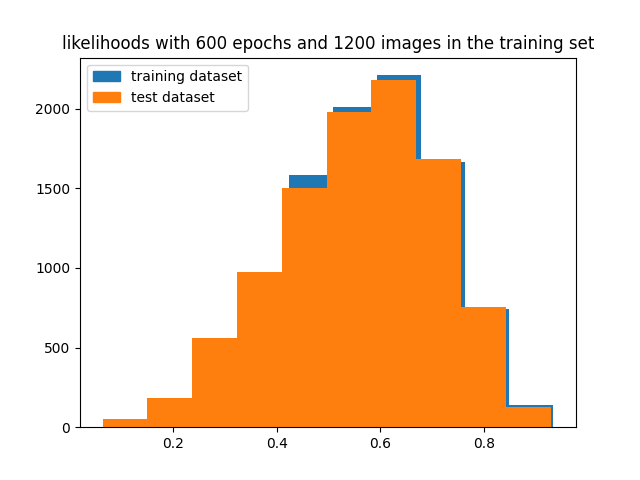 likelihoods with 600 epochs and 1200 images in the training set
training dataset
test dataset
2000
1500
1000
500
0
0.2 0.4 0.6 0.8